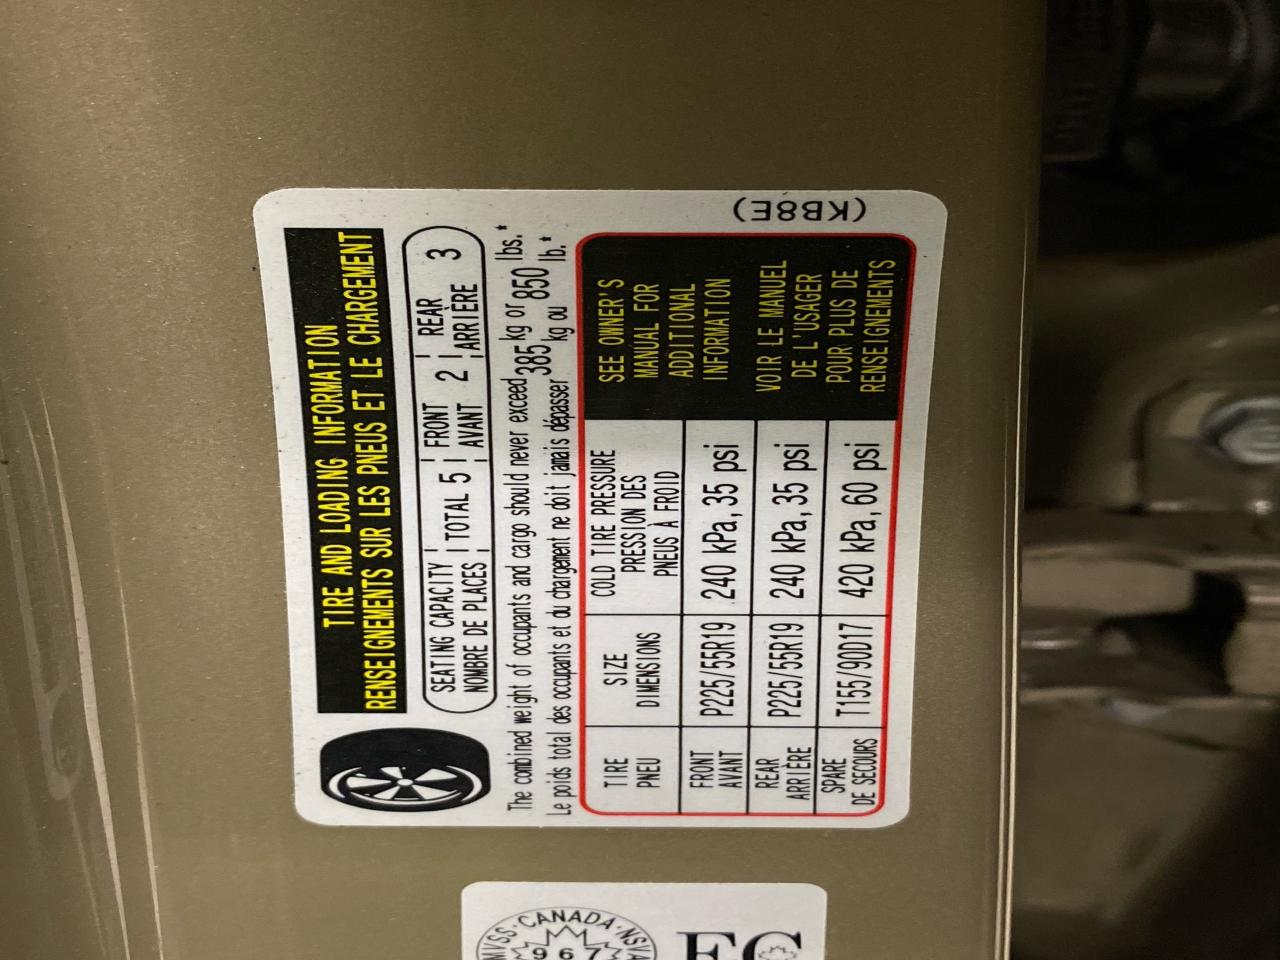 TIRE AND LOADING INFORMATION
RENSEIGNEMENTS SUR LES PNEUS ET LE CHARGEMENT
SEATING CAPACITY | TOTAL 5 | FRONT 2 | REAR 3
NOMBRE DE PLACES | AVANT | ARRIÈRE
The combined weight of occupants and cargo should never exceed 385 kg or 850 lbs.*
Le poids total des occupants et du chargement ne doit jamais dépasser kg ou lb.*
TIRE SIZE COLD TIRE PRESSURE
PNEU DIMENSIONS PRESSION DES
PNEUS À FROID
FRONT P225/55R19 240 kPa, 35 psi
AVANT
REAR P225/55R19 240 kPa, 35 psi
ARRIÈRE
SPARE T155/90D17 420 kPa, 60 psi
DE SECOURS
SEE OWNER'S
MANUAL FOR
ADDITIONAL
INFORMATION
VOIR LE MANUEL
DE L'USAGER
POUR PLUS DE
RENSEIGNEMENTS
(KB8E)
CANADA
967